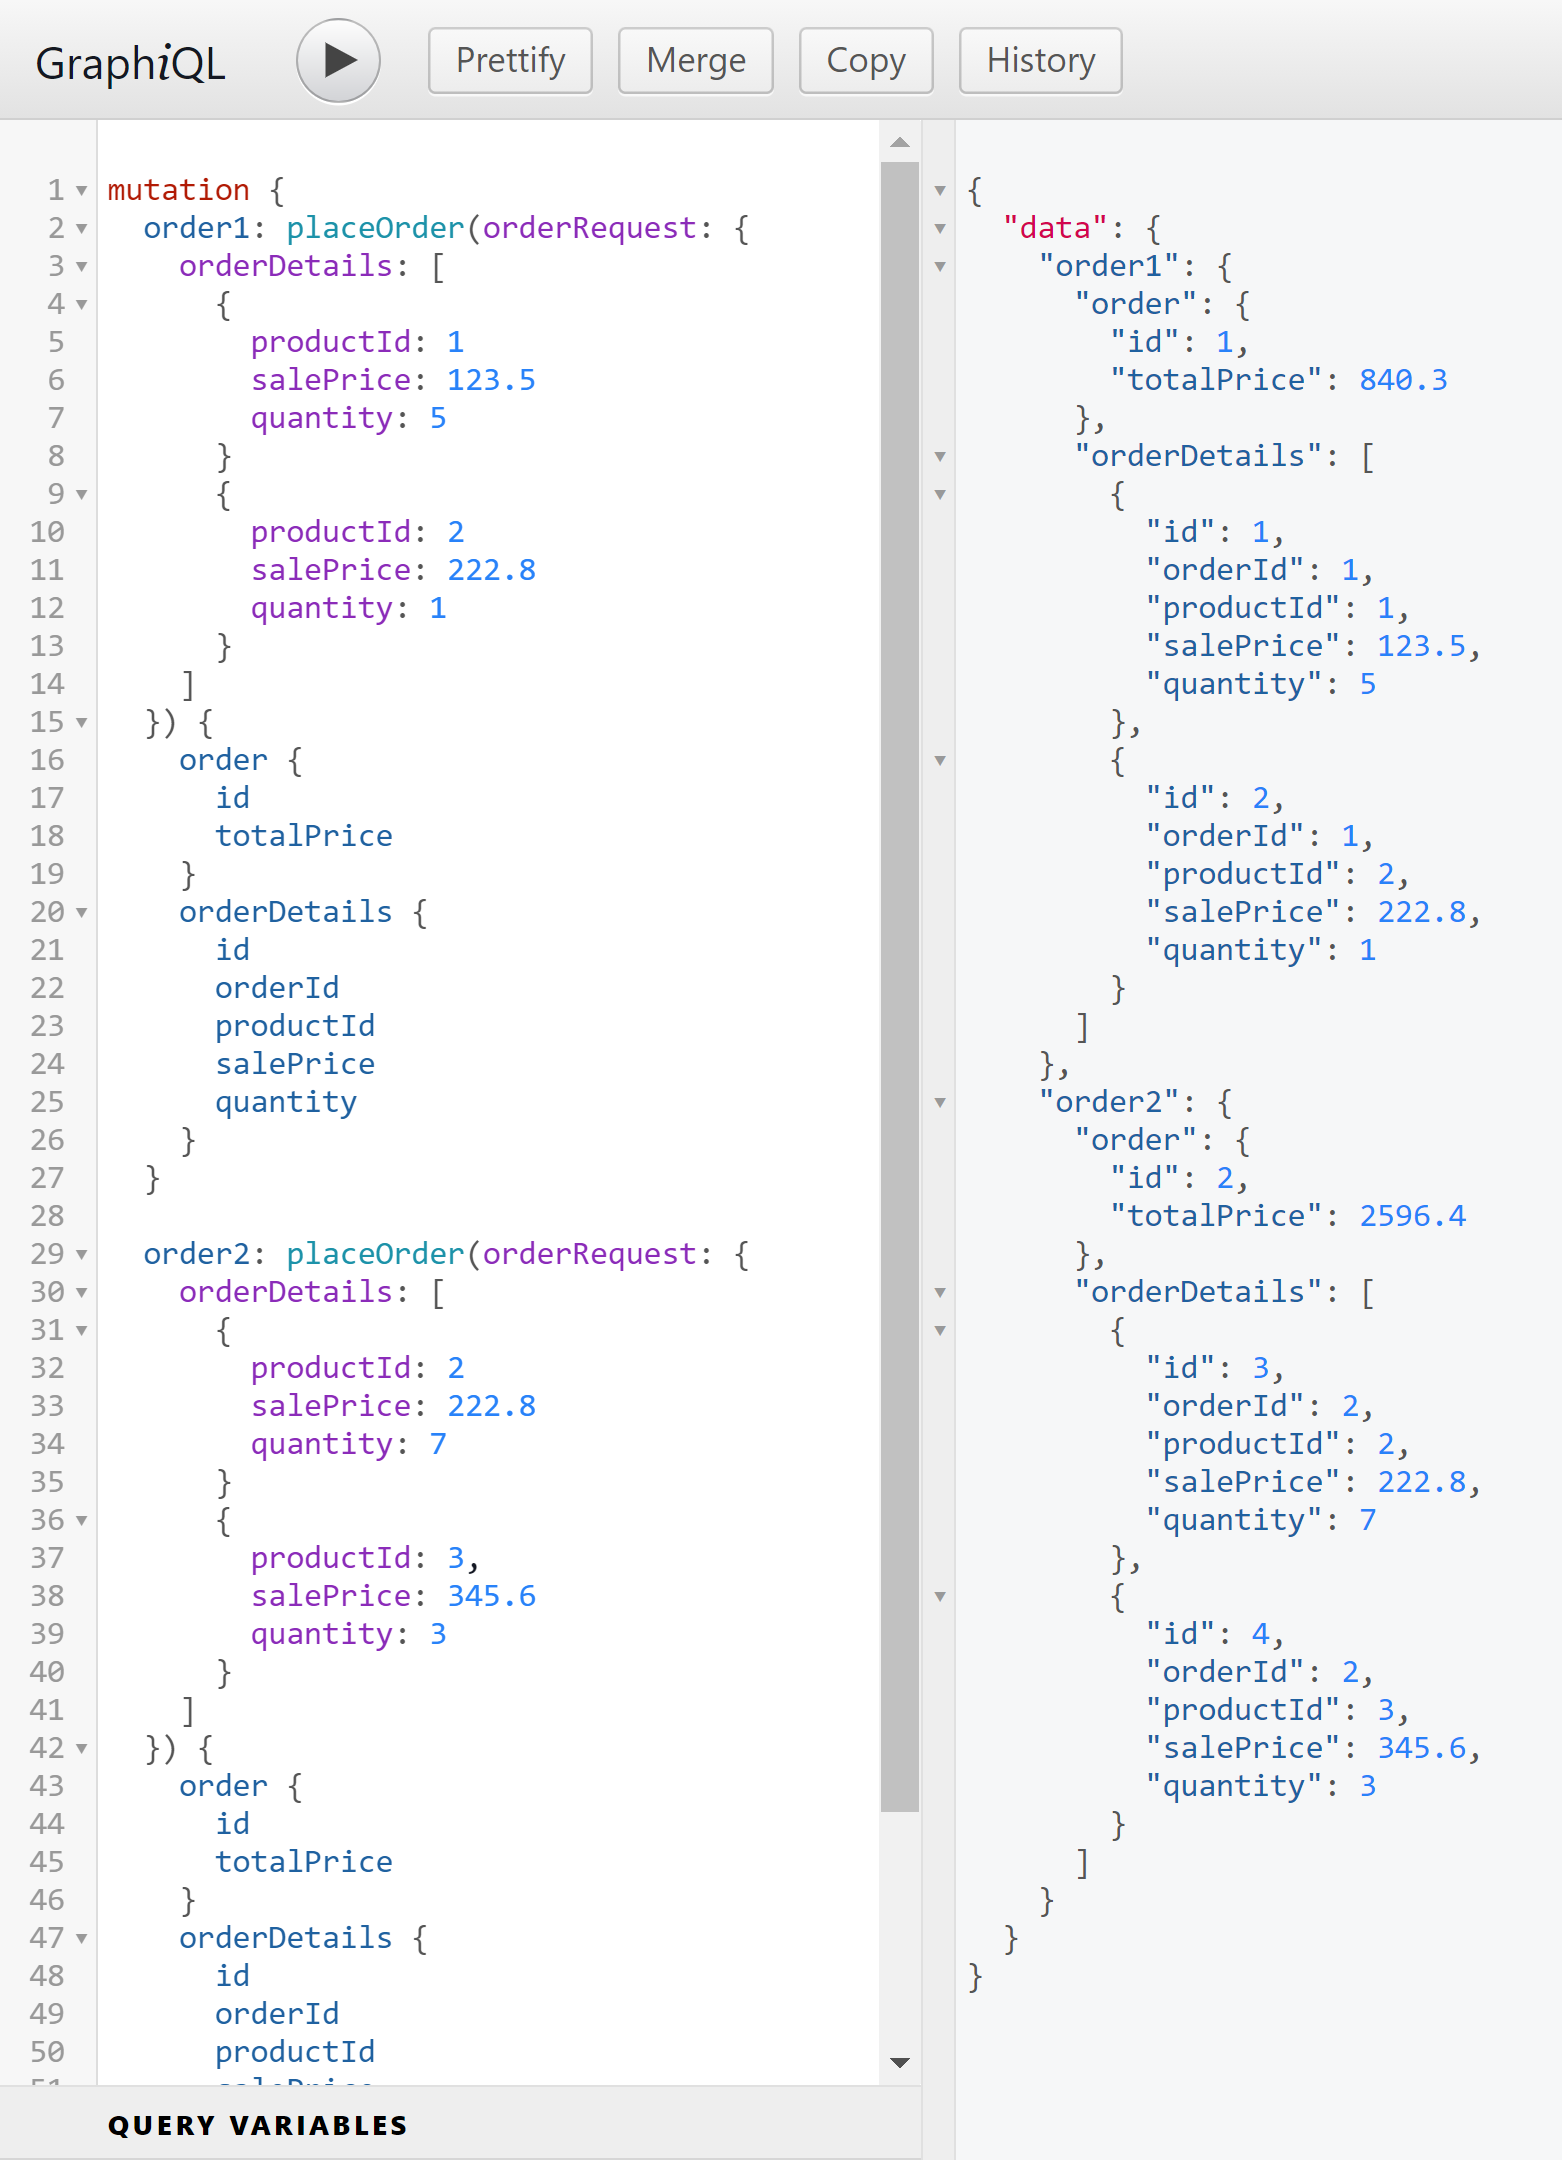 GraphiQL Prettify Merge Copy History
1 mutation {
2   order1: placeOrder(orderRequest: {
3     orderDetails: [
4       {
5         productId: 1
6         salePrice: 123.5
7         quantity: 5
8       }
9       {
10         productId: 2
11         salePrice: 222.8
12         quantity: 1
13       }
14     ]
15   }) {
16     order {
17       id
18       totalPrice
19     }
20     orderDetails {
21       id
22       orderId
23       productId
24       salePrice
25       quantity
26     }
27   }
28
29   order2: placeOrder(orderRequest: {
30     orderDetails: [
31       {
32         productId: 2
33         salePrice: 222.8
34         quantity: 7
35       }
36       {
37         productId: 3,
38         salePrice: 345.6
39         quantity: 3
40       }
41     ]
42   }) {
43     order {
44       id
45       totalPrice
46     }
47     orderDetails {
48       id
49       orderId
50       productId
QUERY VARIABLES
{
  "data": {
    "order1": {
      "order": {
        "id": 1,
        "totalPrice": 840.3
      },
      "orderDetails": [
        {
          "id": 1,
          "orderId": 1,
          "productId": 1,
          "salePrice": 123.5,
          "quantity": 5
        },
        {
          "id": 2,
          "orderId": 1,
          "productId": 2,
          "salePrice": 222.8,
          "quantity": 1
        }
      ]
    },
    "order2": {
      "order": {
        "id": 2,
        "totalPrice": 2596.4
      },
      "orderDetails": [
        {
          "id": 3,
          "orderId": 2,
          "productId": 2,
          "salePrice": 222.8,
          "quantity": 7
        },
        {
          "id": 4,
          "orderId": 2,
          "productId": 3,
          "salePrice": 345.6,
          "quantity": 3
        }
      ]
    }
  }
}